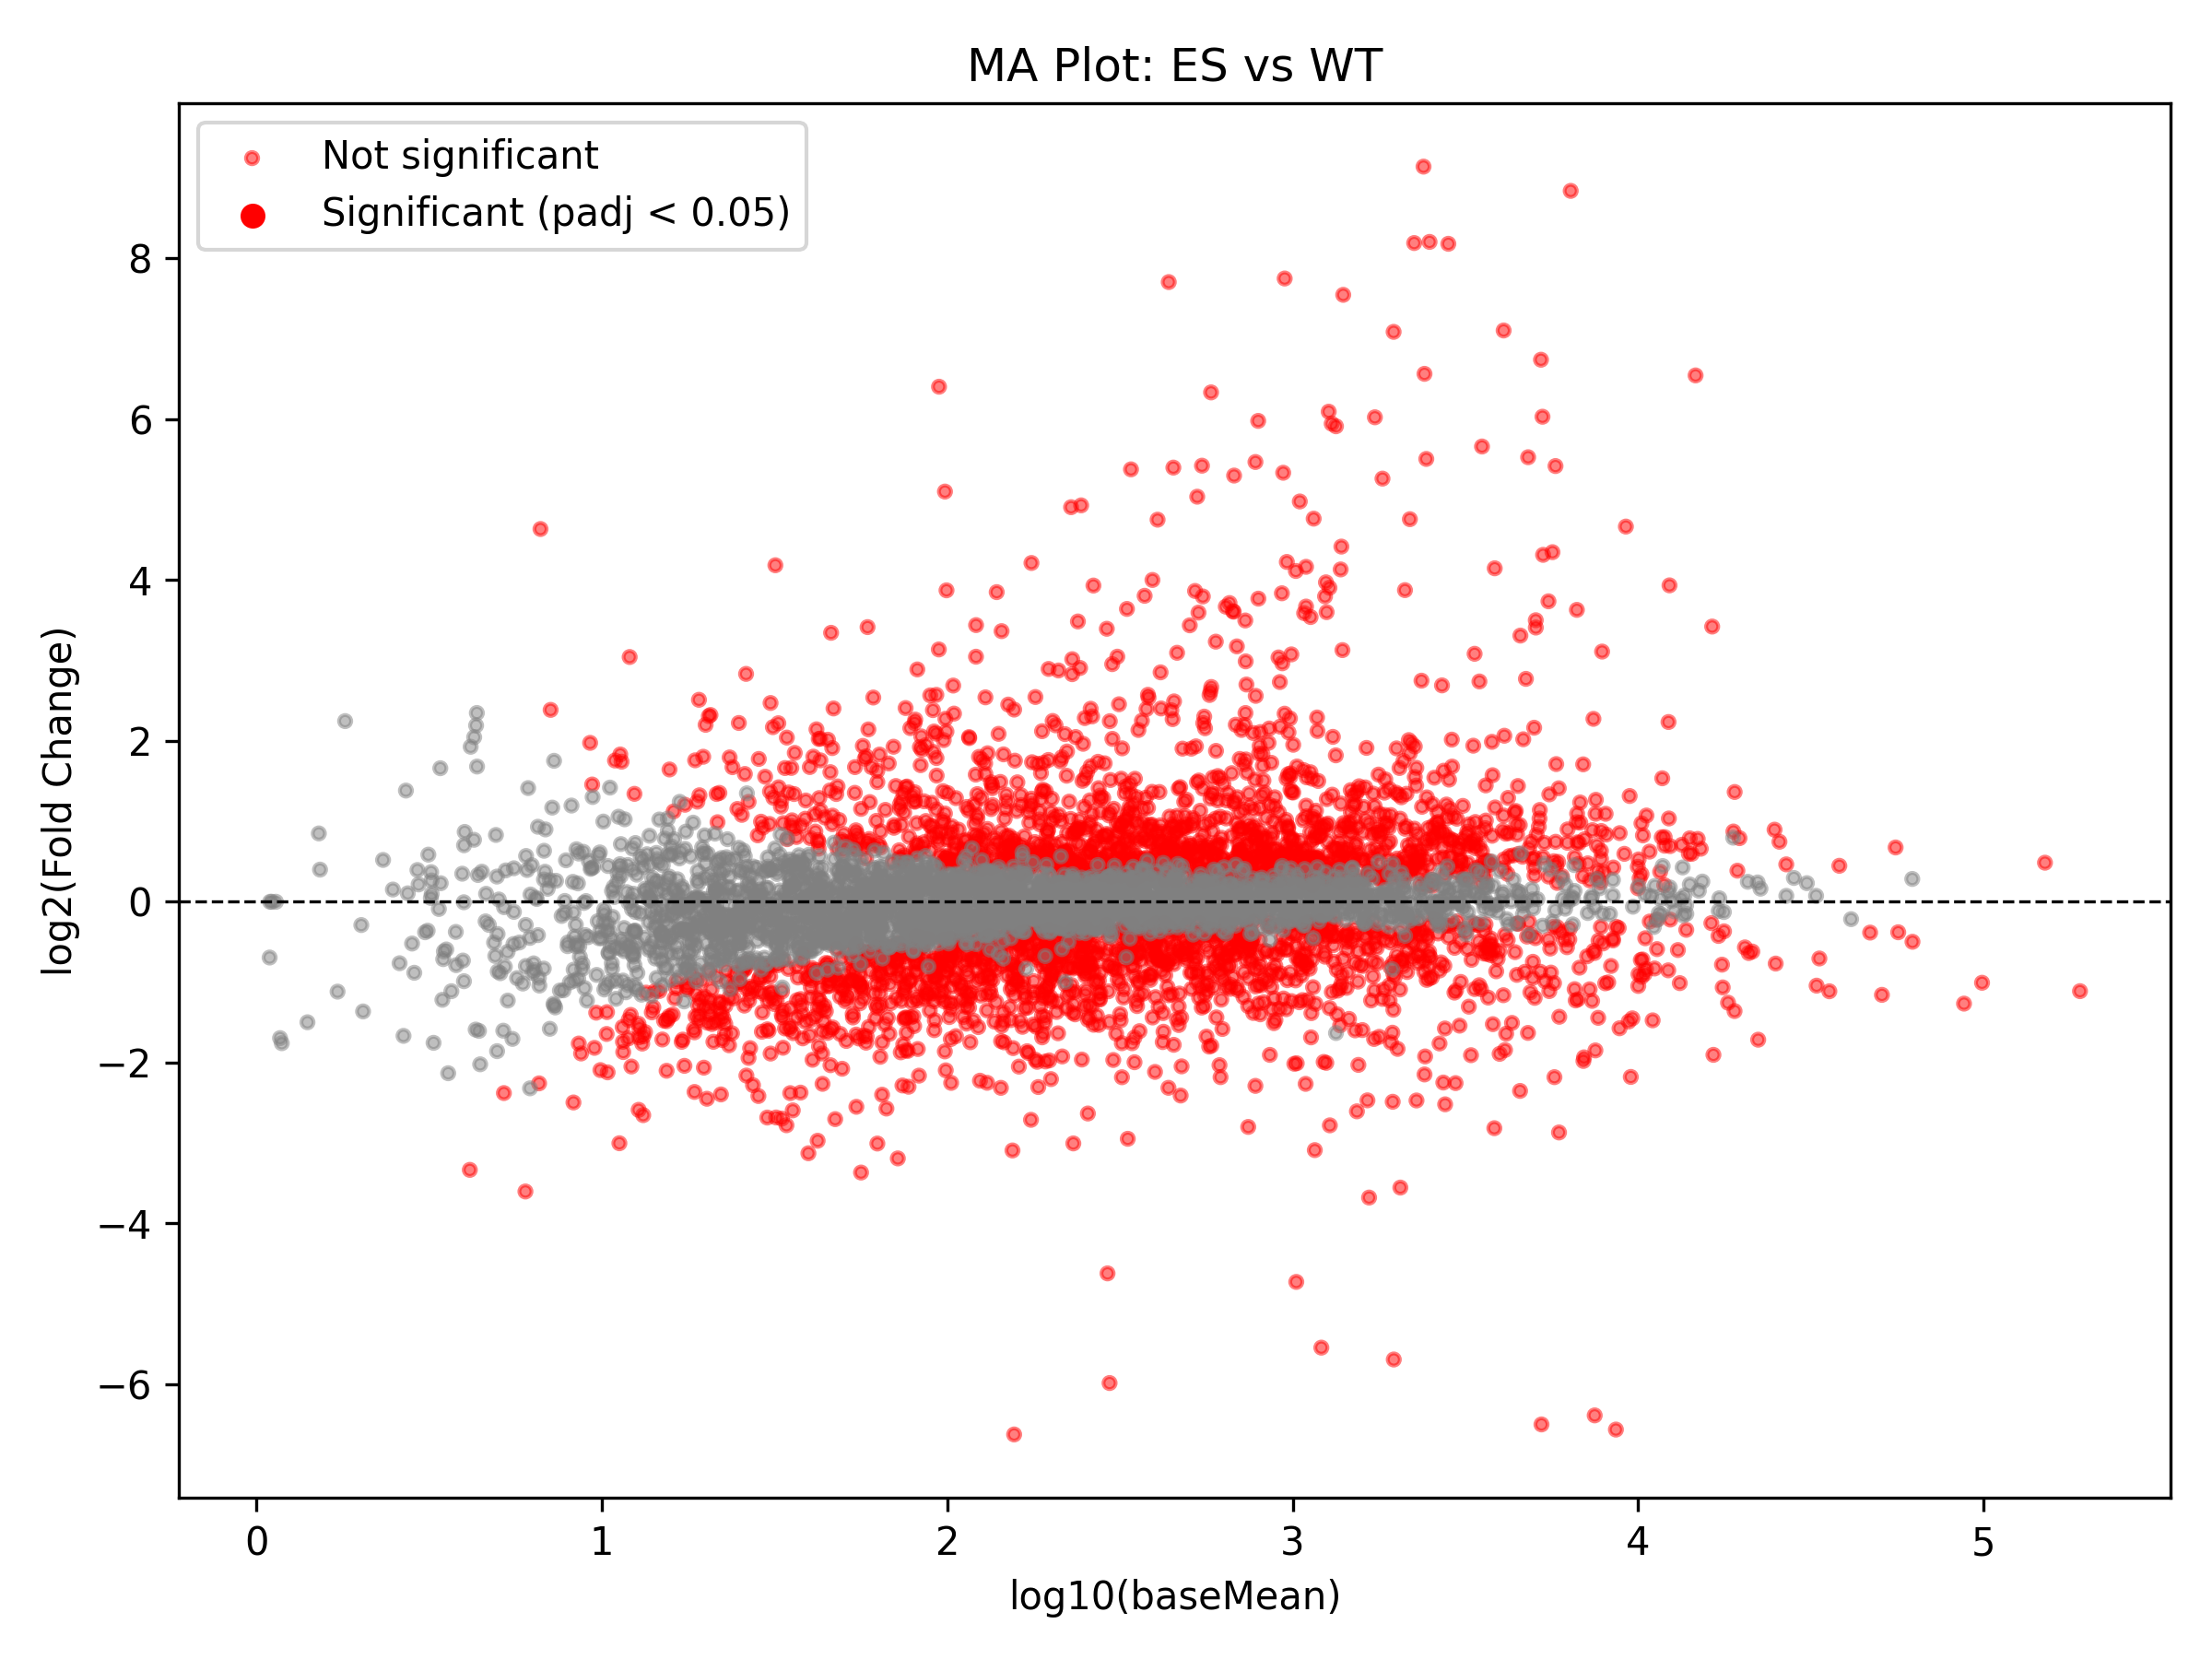 MA Plot: ES vs WT
Not significant
Significant (padj < 0.05)
8
6
4
2
0
−2
−4
−6
log2(Fold Change)
0 1 2 3 4 5
log10(baseMean)